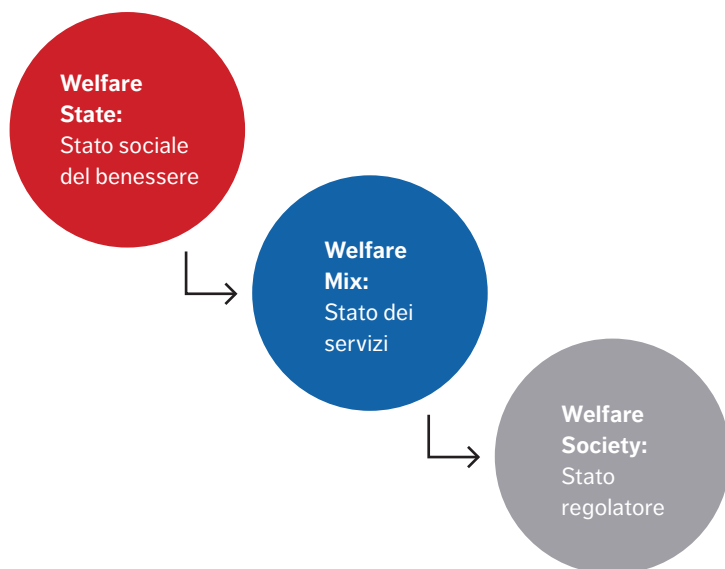 Welfare
State:
Stato sociale
del benessere
Welfare
Mix:
Stato dei
servizi
Welfare
Society:
Stato
regolatore